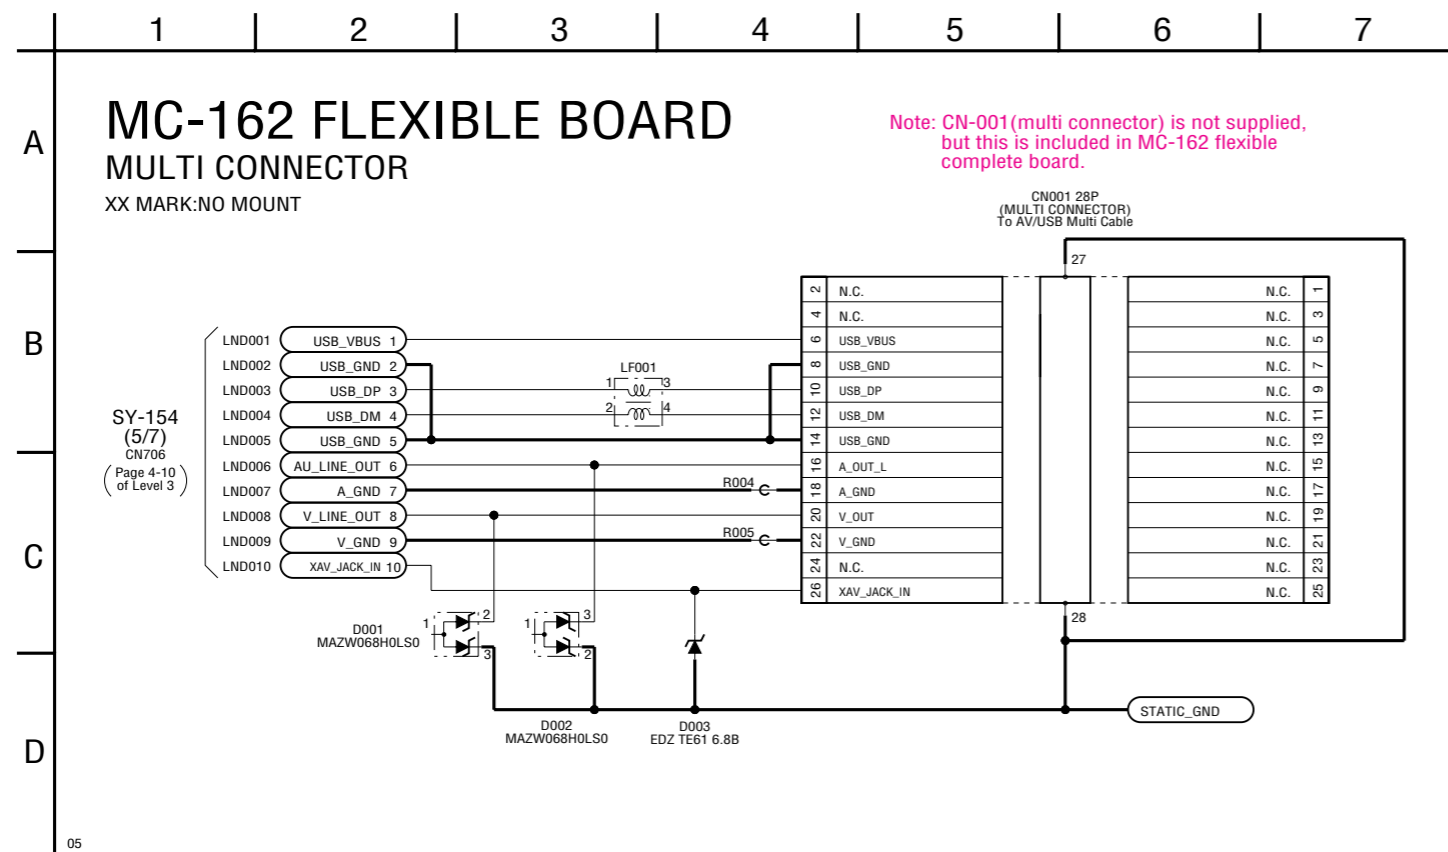 1 2 3 4 5 6 7
A
B
C
D
MC-162 FLEXIBLE BOARD
MULTI CONNECTOR
XX MARK:NO MOUNT
Note: CN-001(multi connector) is not supplied,
but this is included in MC-162 flexible
complete board.
CN001 28P
(MULTI CONNECTOR)
To AV/USB Multi Cable
27
SY-154
(5/7)
CN706
(Page 4-10
of Level 3)
LND001 USB_VBUS 1
LND002 USB_GND 2
LND003 USB_DP 3
LND004 USB_DM 4
LND005 USB_GND 5
LND006 AU_LINE_OUT 6
LND007 A_GND 7
LND008 V_LINE_OUT 8
LND009 V_GND 9
LND010 XAV_JACK_IN 10
LF001
1 3
2 4
R004
R005
2 N.C.
4 N.C.
6 USB_VBUS
8 USB_GND
10 USB_DP
12 USB_DM
14 USB_GND
16 A_OUT_L
18 A_GND
20 V_OUT
22 V_GND
24 N.C.
26 XAV_JACK_IN
N.C. 1
N.C. 3
N.C. 5
N.C. 7
N.C. 9
N.C. 11
N.C. 13
N.C. 15
N.C. 17
N.C. 19
N.C. 21
N.C. 23
N.C. 25
28
D001
MAZW068H0LS0
1 2
3
1 3
2
D002
MAZW068H0LS0
D003
EDZ TE61 6.8B
STATIC_GND
05